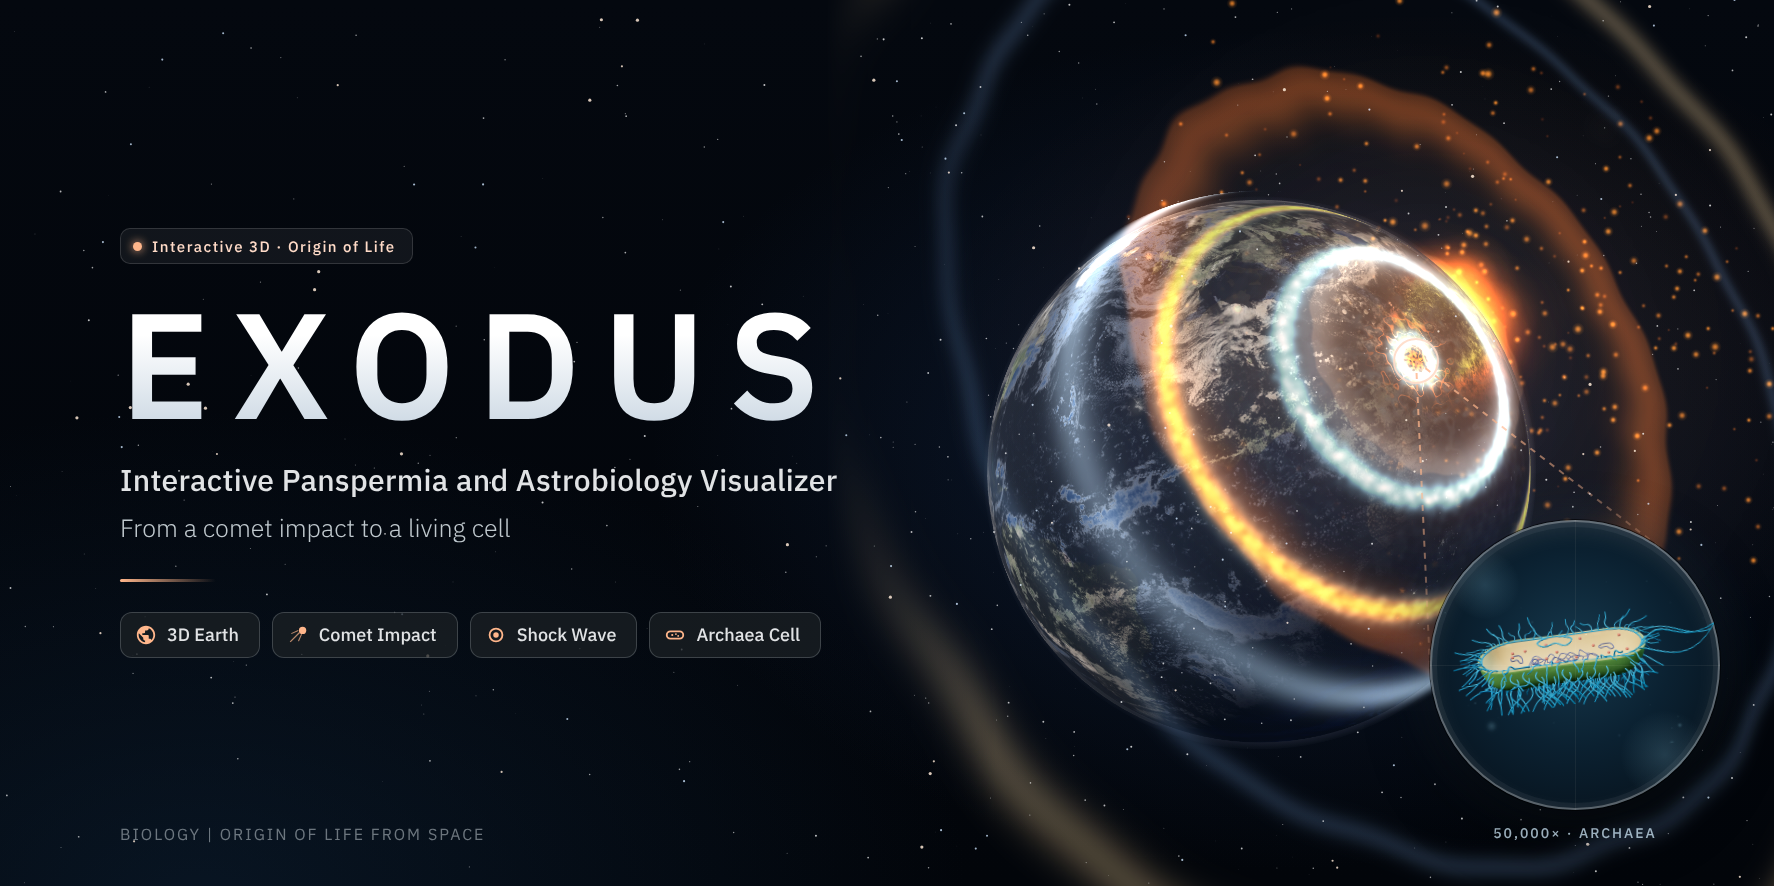 Interactive 3D · Origin of Life
EXODUS
Interactive Panspermia and Astrobiology Visualizer
From a comet impact to a living cell
3D Earth
Comet Impact
Shock Wave
Archaea Cell
BIOLOGY | ORIGIN OF LIFE FROM SPACE
50,000× · ARCHAEA